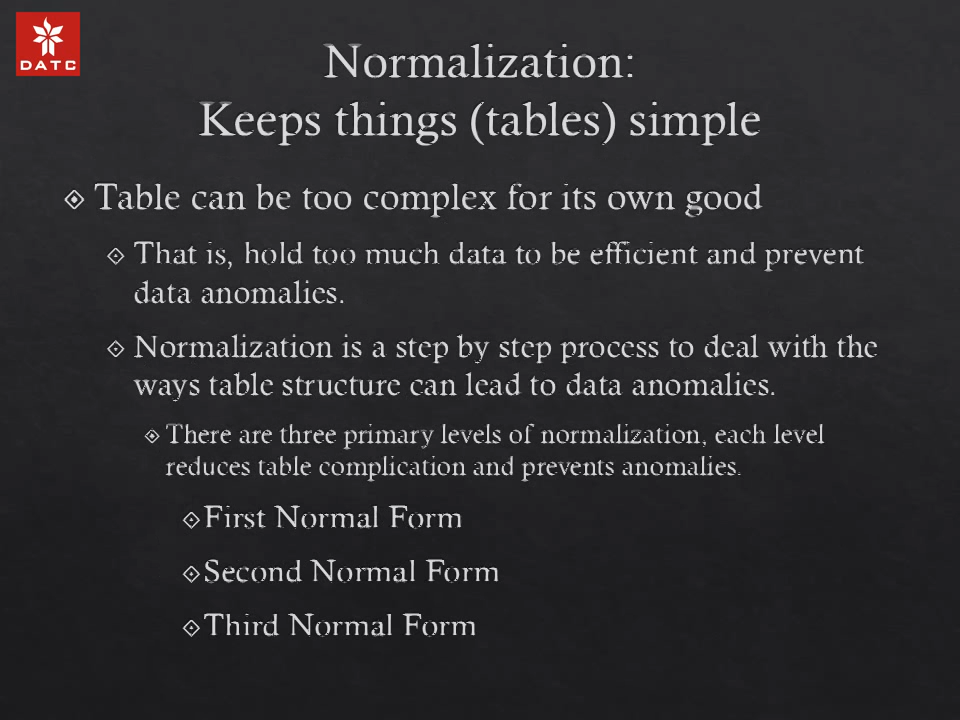 DATC
Normalization:
Keeps things (tables) simple
Table can be too complex for its own good
That is, hold too much data to be efficient and prevent
data anomalies.
Normalization is a step by step process to deal with the
ways table structure can lead to data anomalies.
There are three primary levels of normalization, each level
reduces table complication and prevents anomalies.
First Normal Form
Second Normal Form
Third Normal Form